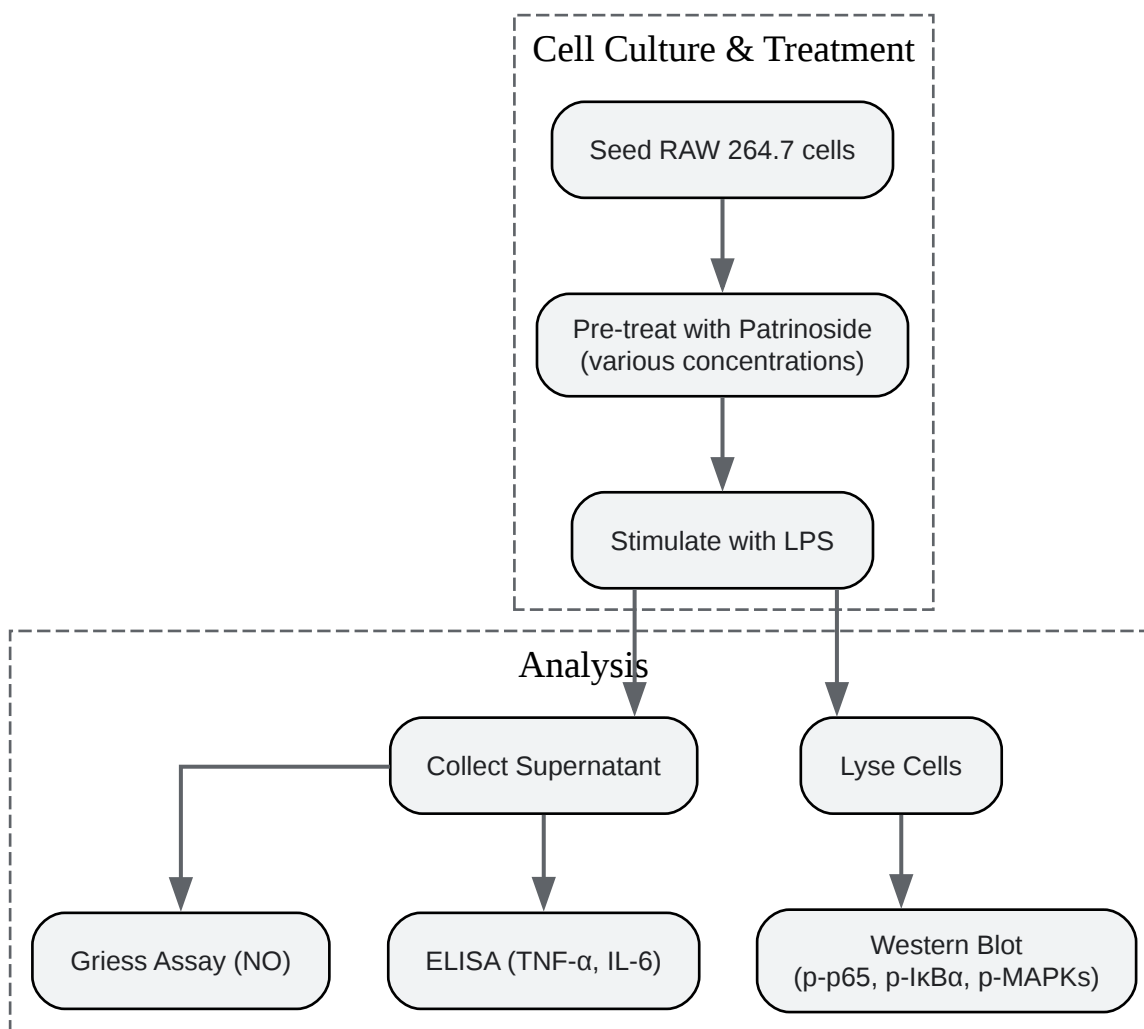 Cell Culture & Treatment
Seed RAW 264.7 cells
Pre-treat with Patrinoside
(various concentrations)
Stimulate with LPS
Analysis
Collect Supernatant
Lyse Cells
Griess Assay (NO)
ELISA (TNF-α, IL-6)
Western Blot
(p-p65, p-IκBα, p-MAPKs)